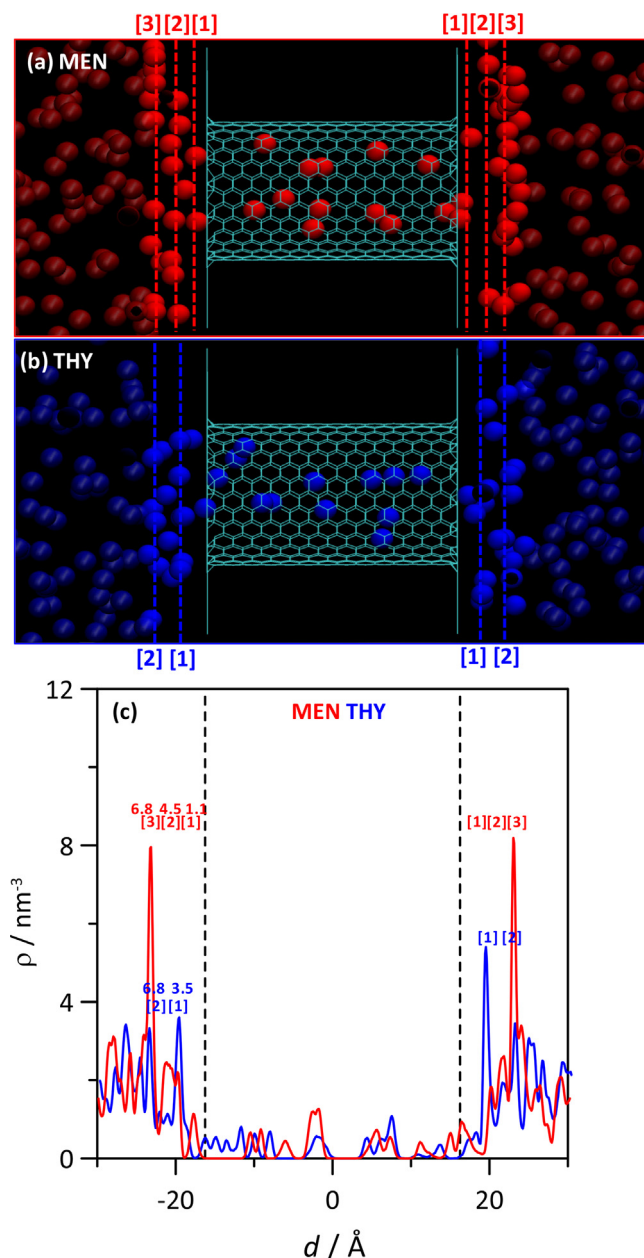 [3] [2] [1] [1] [2] [3]
(a) MEN
(b) THY
[2] [1] [1] [2]
12
(c) MEN THY
6.8 4.5 1.1
[3][2][1] [1][2][3]
8
ρ / nm-3
[1] [2]
6.8 3.5
[2][1]
4
0
-20 0 20
d / Å